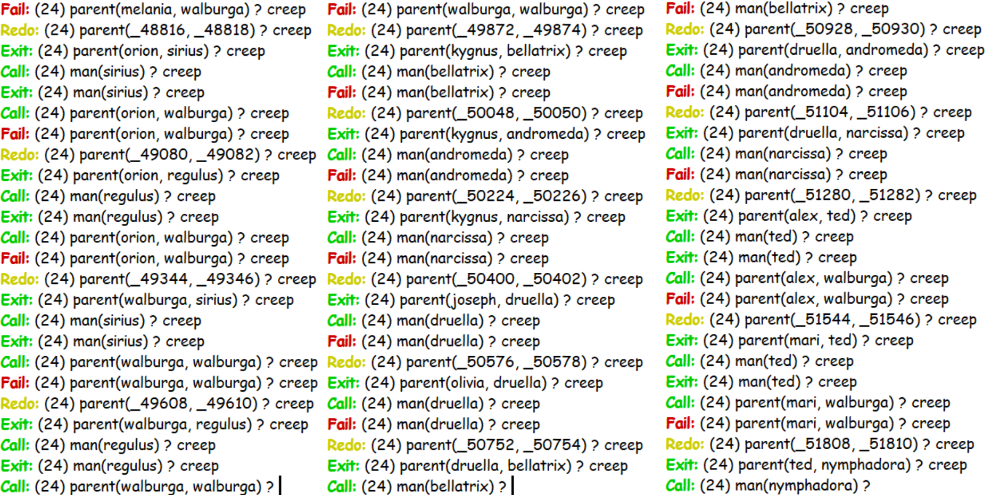 Fail: (24) parent(melania, walburga) ? creep
Redo: (24) parent(_48816, _48818) ? creep
Exit: (24) parent(orion, sirius) ? creep
Call: (24) man(sirius) ? creep
Exit: (24) man(sirius) ? creep
Call: (24) parent(orion, walburga) ? creep
Fail: (24) parent(orion, walburga) ? creep
Redo: (24) parent(_49080, _49082) ? creep
Exit: (24) parent(orion, regulus) ? creep
Call: (24) man(regulus) ? creep
Exit: (24) man(regulus) ? creep
Call: (24) parent(orion, walburga) ? creep
Fail: (24) parent(orion, walburga) ? creep
Redo: (24) parent(_49344, _49346) ? creep
Exit: (24) parent(walburga, sirius) ? creep
Call: (24) man(sirius) ? creep
Exit: (24) man(sirius) ? creep
Call: (24) parent(walburga, walburga) ? creep
Fail: (24) parent(walburga, walburga) ? creep
Redo: (24) parent(_49608, _49610) ? creep
Exit: (24) parent(walburga, regulus) ? creep
Call: (24) man(regulus) ? creep
Exit: (24) man(regulus) ? creep
Call: (24) parent(walburga, walburga) ?
Fail: (24) parent(walburga, walburga) ? creep
Redo: (24) parent(_49872, _49874) ? creep
Exit: (24) parent(kygnus, bellatrix) ? creep
Call: (24) man(bellatrix) ? creep
Fail: (24) man(bellatrix) ? creep
Redo: (24) parent(_50048, _50050) ? creep
Exit: (24) parent(kygnus, andromeda) ? creep
Call: (24) man(andromeda) ? creep
Fail: (24) man(andromeda) ? creep
Redo: (24) parent(_50224, _50226) ? creep
Exit: (24) parent(kygnus, narcissa) ? creep
Call: (24) man(narcissa) ? creep
Fail: (24) man(narcissa) ? creep
Redo: (24) parent(_50400, _50402) ? creep
Exit: (24) parent(joseph, druella) ? creep
Call: (24) man(druella) ? creep
Fail: (24) man(druella) ? creep
Redo: (24) parent(_50576, _50578) ? creep
Exit: (24) parent(olivia, druella) ? creep
Call: (24) man(druella) ? creep
Fail: (24) man(druella) ? creep
Redo: (24) parent(_50752, _50754) ? creep
Exit: (24) parent(druella, bellatrix) ? creep
Call: (24) man(bellatrix) ?
Fail: (24) man(bellatrix) ? creep
Redo: (24) parent(_50928, _50930) ? creep
Exit: (24) parent(druella, andromeda) ? creep
Call: (24) man(andromeda) ? creep
Fail: (24) man(andromeda) ? creep
Redo: (24) parent(_51104, _51106) ? creep
Exit: (24) parent(druella, narcissa) ? creep
Call: (24) man(narcissa) ? creep
Fail: (24) man(narcissa) ? creep
Redo: (24) parent(_51280, _51282) ? creep
Exit: (24) parent(alex, ted) ? creep
Call: (24) man(ted) ? creep
Exit: (24) man(ted) ? creep
Call: (24) parent(alex, walburga) ? creep
Fail: (24) parent(alex, walburga) ? creep
Redo: (24) parent(_51544, _51546) ? creep
Exit: (24) parent(mari, ted) ? creep
Call: (24) man(ted) ? creep
Exit: (24) man(ted) ? creep
Call: (24) parent(mari, walburga) ? creep
Fail: (24) parent(mari, walburga) ? creep
Redo: (24) parent(_51808, _51810) ? creep
Exit: (24) parent(ted, nymphadora) ? creep
Call: (24) man(nymphadora) ?